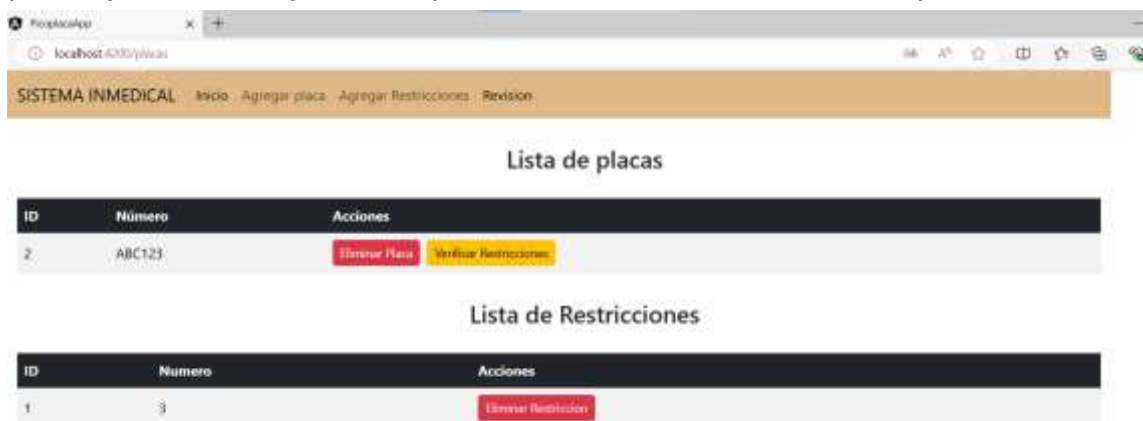 PicoplacaApp
localhost:4200/placas
SISTEMA INMEDICAL Inicio Agregar placa Agregar Restricciones Revision
Lista de placas
ID Número Acciones
2 ABC123 Eliminar Placa Verificar Restricciones
Lista de Restricciones
ID Numero Acciones
1 3 Eliminar Restriccion